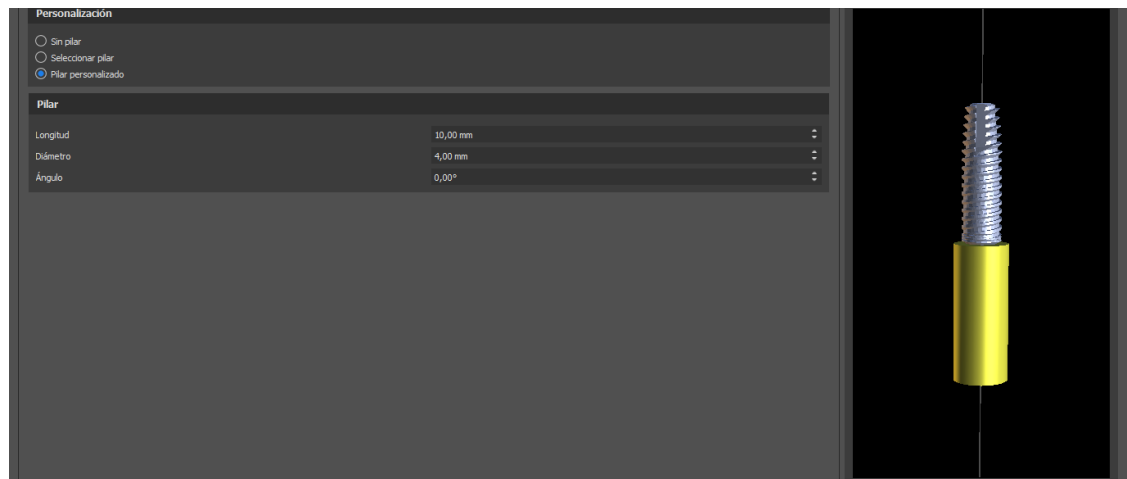 Personalización
Sin pilar
Seleccionar pilar
Pilar personalizado
Pilar
Longitud 10,00 mm
Diámetro 4,00 mm
Ángulo 0,00°